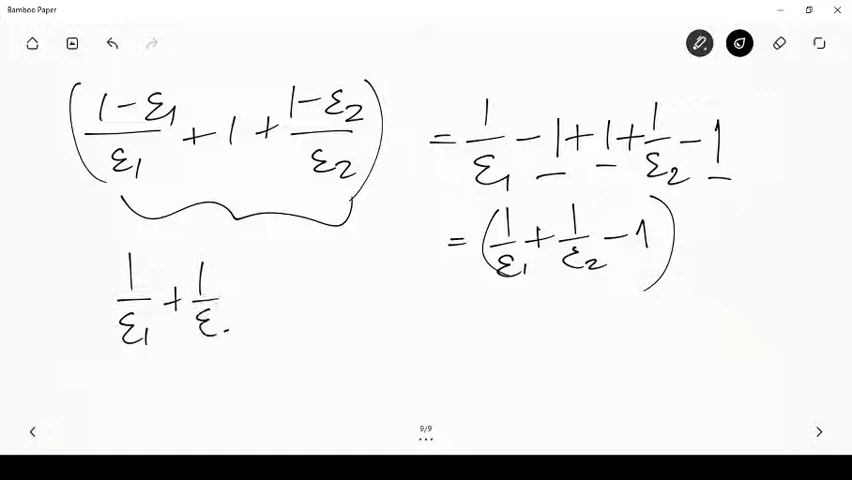 Bamboo Paper
(1-ε1/ε1 + 1 + 1-ε2/ε2) = 1/ε1 - 1 + 1 + 1/ε2 - 1
= (1/ε1 + 1/ε2 - 1)
1/ε1 + 1/ε.
9/9